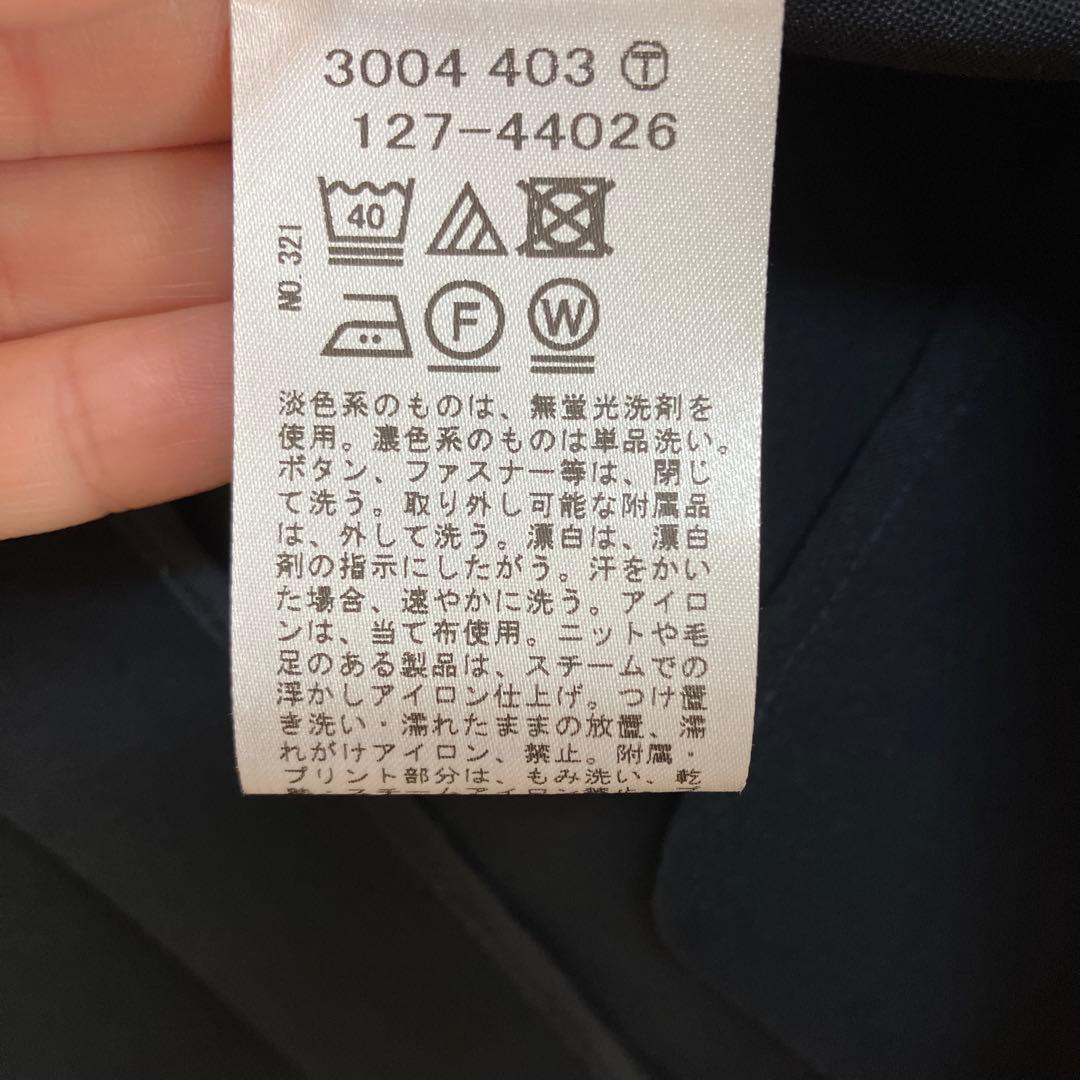 3004 403 Ⓣ
127-44026
40
NO. 321
F
W
淡色系のものは、無蛍光洗剤を
使用。濃色系のものは単品洗い。
ボタン、ファスナー等は、閉じ
て洗う。取り外し可能な附属品
は、外して洗う。漂白は、漂白
剤の指示にしたがう。汗をかい
た場合、速やかに洗う。アイロ
ンは、当て布使用。ニットや毛
足のある製品は、スチームでの
浮かしアイロン仕上げ。つけ置
き洗い・濡れたままの放置、濡
れがけアイロン、禁止。附属・
プリント部分は、もみ洗い、乾